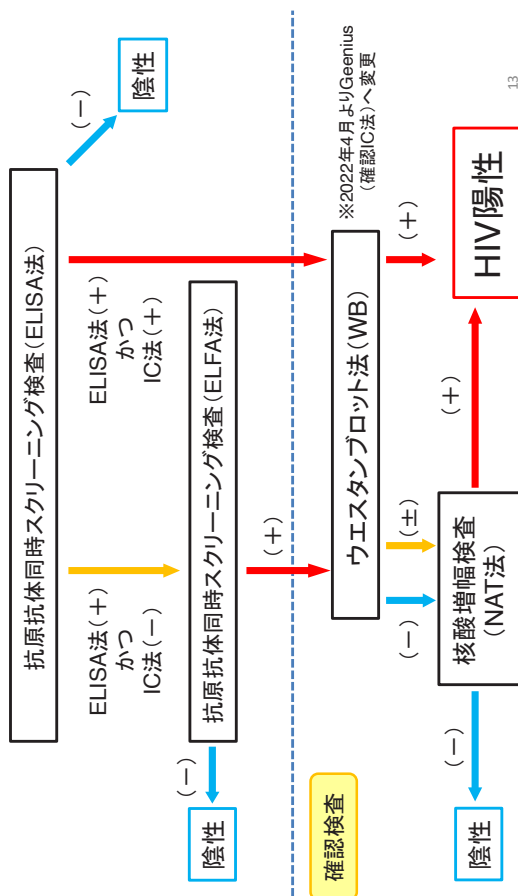 抗原抗体同時スクリーニング検査(ELISA法)
(－)
陰性
ELISA法(＋)
かつ
IC法(－)
ELISA法(＋)
かつ
IC法(＋)
抗原抗体同時スクリーニング検査(ELFA法)
(－)
陰性
(＋)
確認検査
ウエスタンブロット法(WB)
※2022年4月よりGeenius
(確認IC法)へ変更
(－)
(±)
(＋)
核酸増幅検査
(NAT法)
(－)
陰性
(＋)
HIV陽性
13